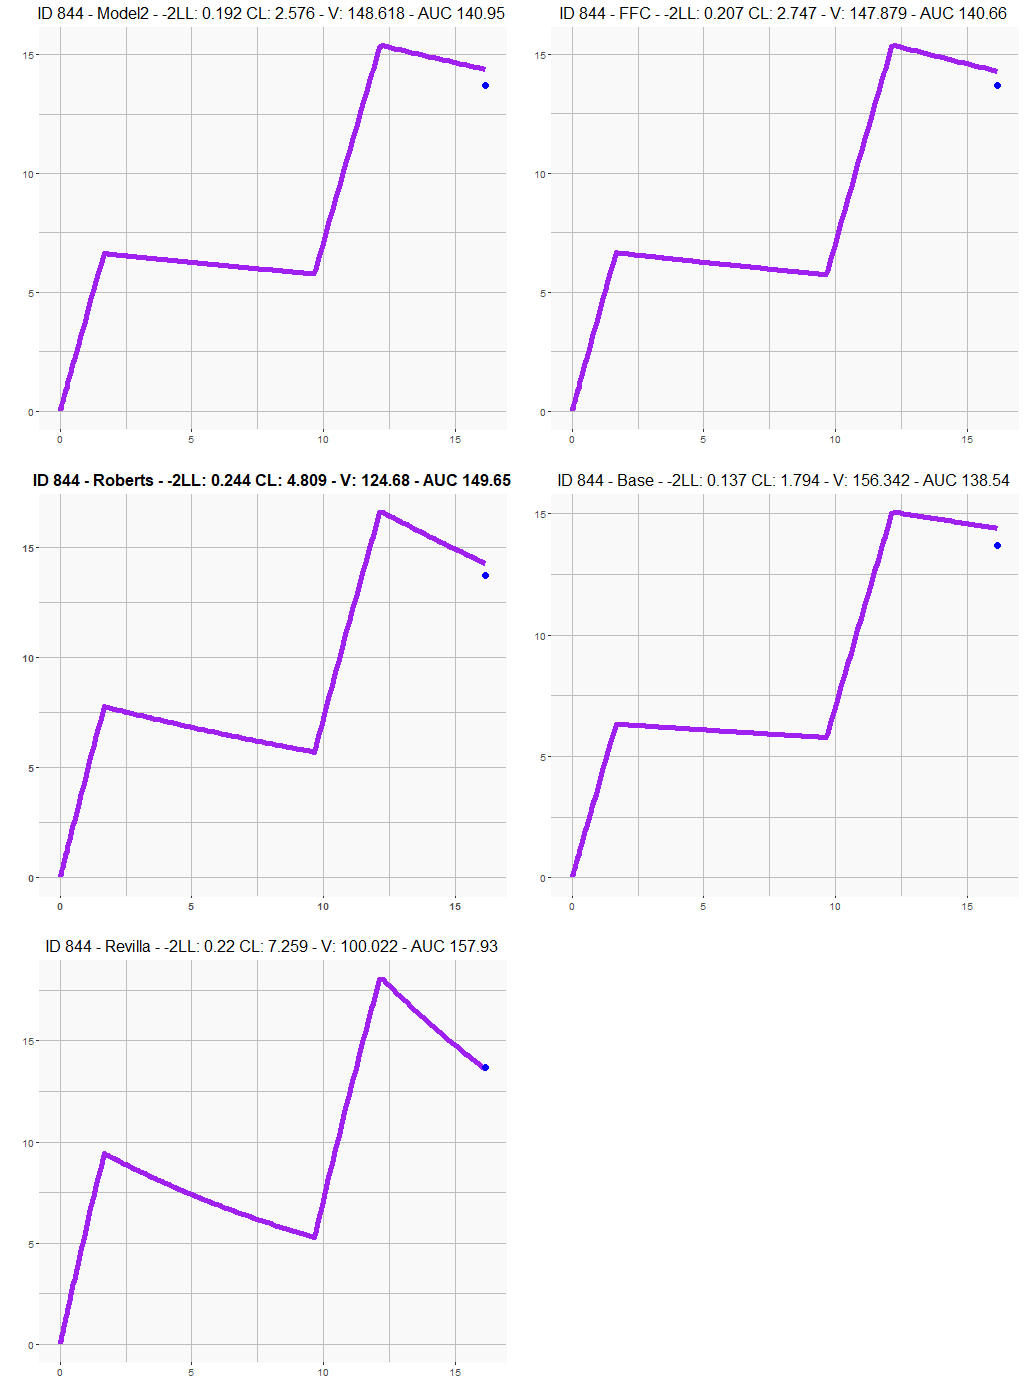 ID 844 - Model2 - -2LL: 0.192 CL: 2.576 - V: 148.618 - AUC 140.95
15
10
5
0
0 5 10 15
ID 844 - FFC - -2LL: 0.207 CL: 2.747 - V: 147.879 - AUC 140.66
15
10
5
0
0 5 10 15
ID 844 - Roberts - -2LL: 0.244 CL: 4.809 - V: 124.68 - AUC 149.65
15
10
5
0
0 5 10 15
ID 844 - Base - -2LL: 0.137 CL: 1.794 - V: 156.342 - AUC 138.54
15
10
5
0
0 5 10 15
ID 844 - Revilla - -2LL: 0.22 CL: 7.259 - V: 100.022 - AUC 157.93
15
10
5
0
0 5 10 15